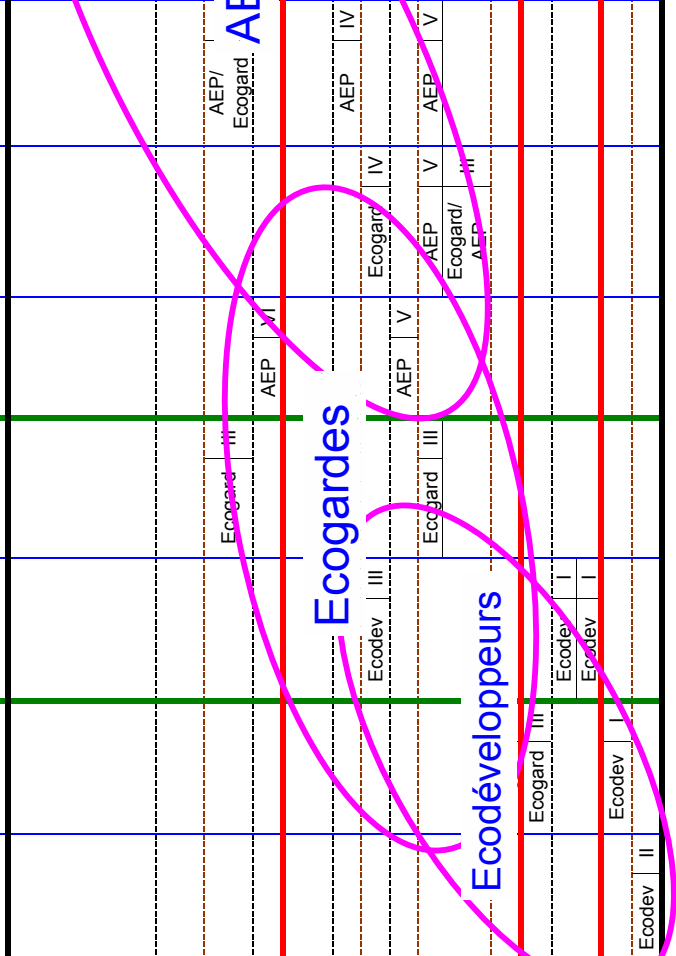 AEP/
Ecogard
AE
Ecogard III
AEP VI
Ecogardes
AEP IV
Ecodev III
Ecogard IV
AEP V
Ecogard III
AEP V
AEP V
Ecogard/
AEP
III
Ecodéveloppeurs
Ecogard III
Ecodev I
Ecodev I
Ecodev I
Ecodev II